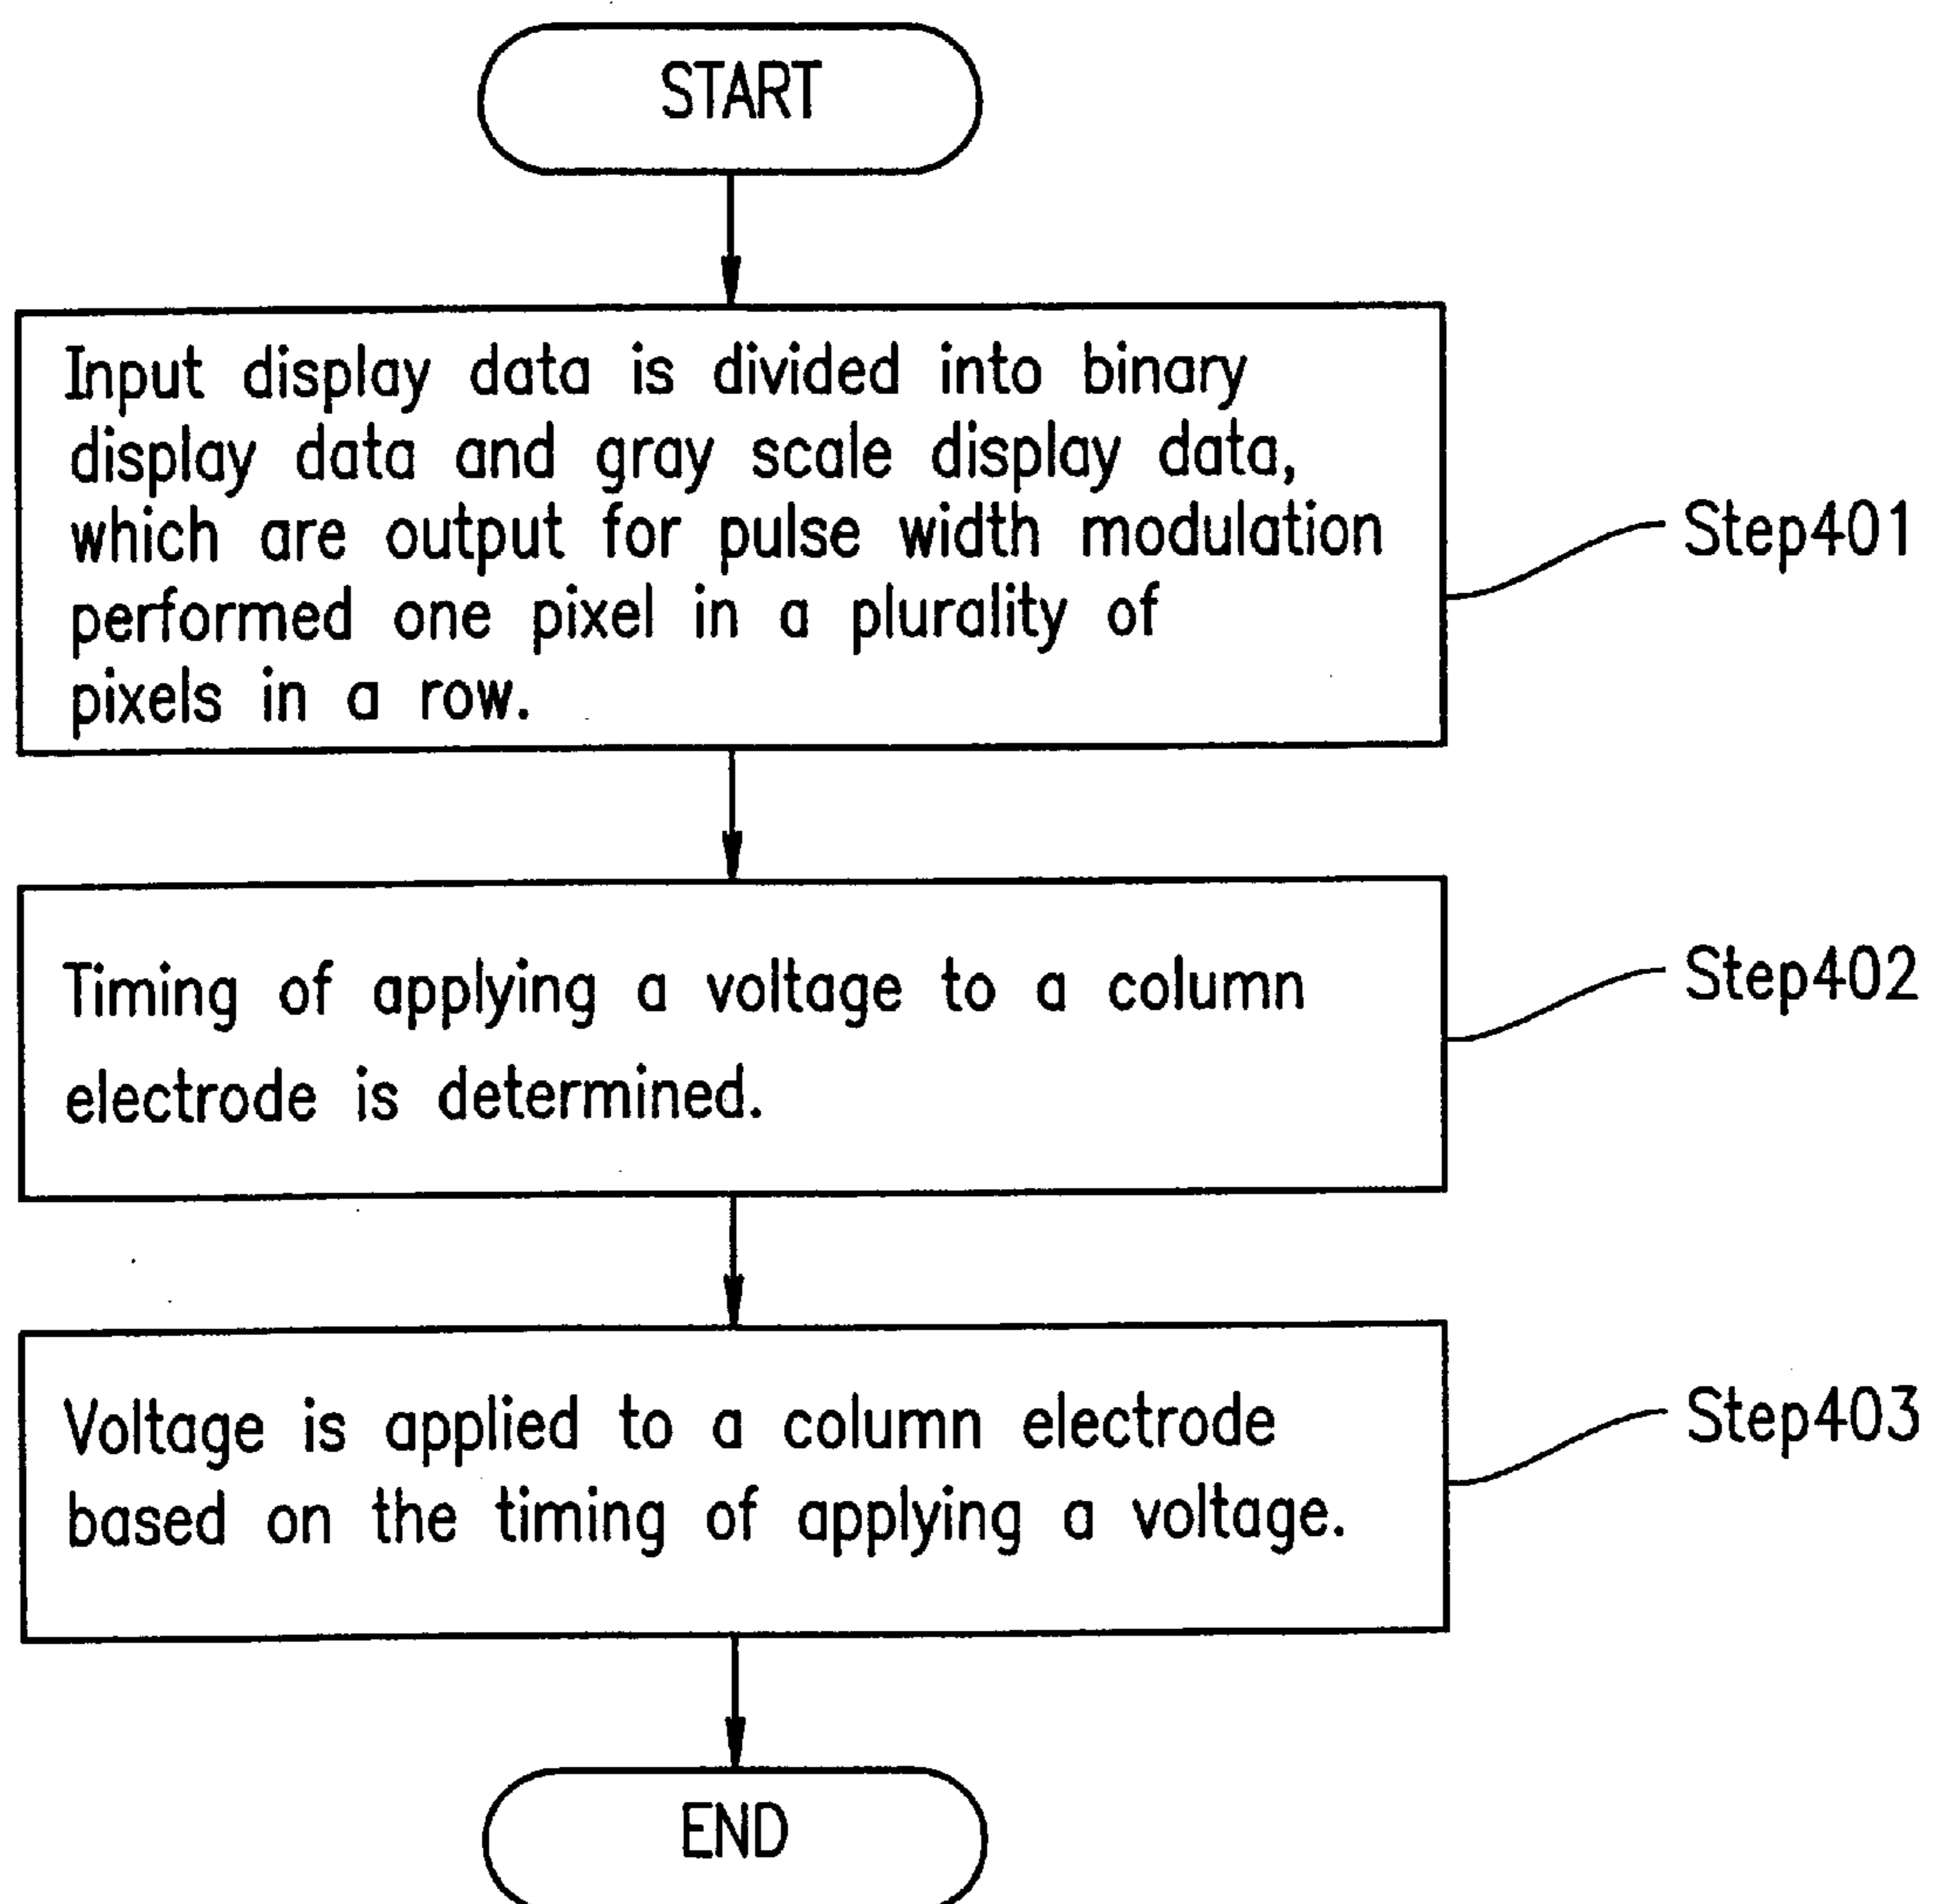 START
Input display data is divided into binary
display data and gray scale display data,
which are output for pulse width modulation
performed one pixel in a plurality of
pixels in a row.
Step401
Timing of applying a voltage to a column
electrode is determined.
Step402
Voltage is applied to a column electrode
based on the timing of applying a voltage.
Step403
END